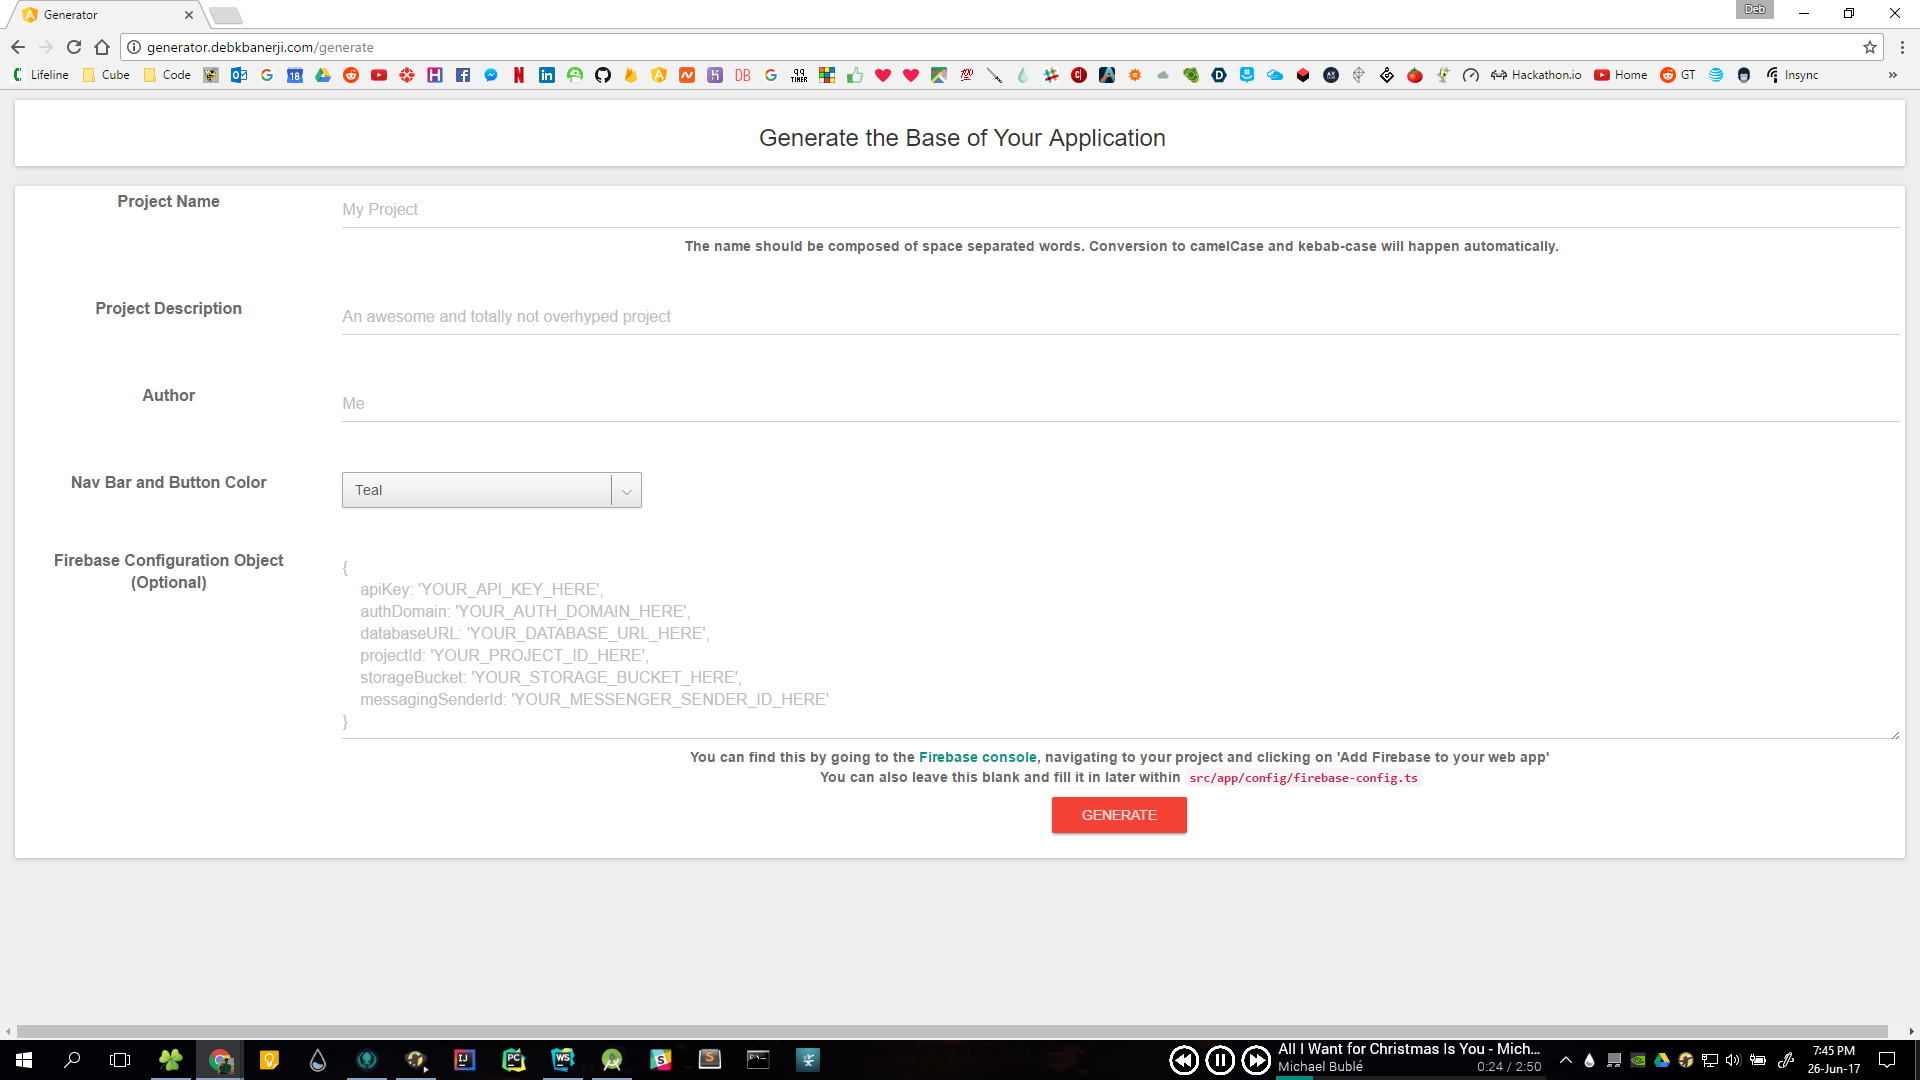 Generator
Deb
generator.debkbanerji.com/generate
Lifeline
Cube
Code
Hackathon.io
Home
GT
Insync
Generate the Base of Your Application
Project Name
My Project
The name should be composed of space separated words. Conversion to camelCase and kebab-case will happen automatically.
Project Description
An awesome and totally not overhyped project
Author
Me
Nav Bar and Button Color
Teal
Firebase Configuration Object
(Optional)
{
apiKey: 'YOUR_API_KEY_HERE',
authDomain: 'YOUR_AUTH_DOMAIN_HERE',
databaseURL: 'YOUR_DATABASE_URL_HERE',
projectId: 'YOUR_PROJECT_ID_HERE',
storageBucket: 'YOUR_STORAGE_BUCKET_HERE',
messagingSenderId: 'YOUR_MESSENGER_SENDER_ID_HERE'
}
You can find this by going to the Firebase console, navigating to your project and clicking on 'Add Firebase to your web app'
You can also leave this blank and fill it in later within src/app/config/firebase-config.ts
GENERATE
All I Want for Christmas Is You - Mich...
Michael Bublé
0:24 / 2:50
7:45 PM
26-Jun-17